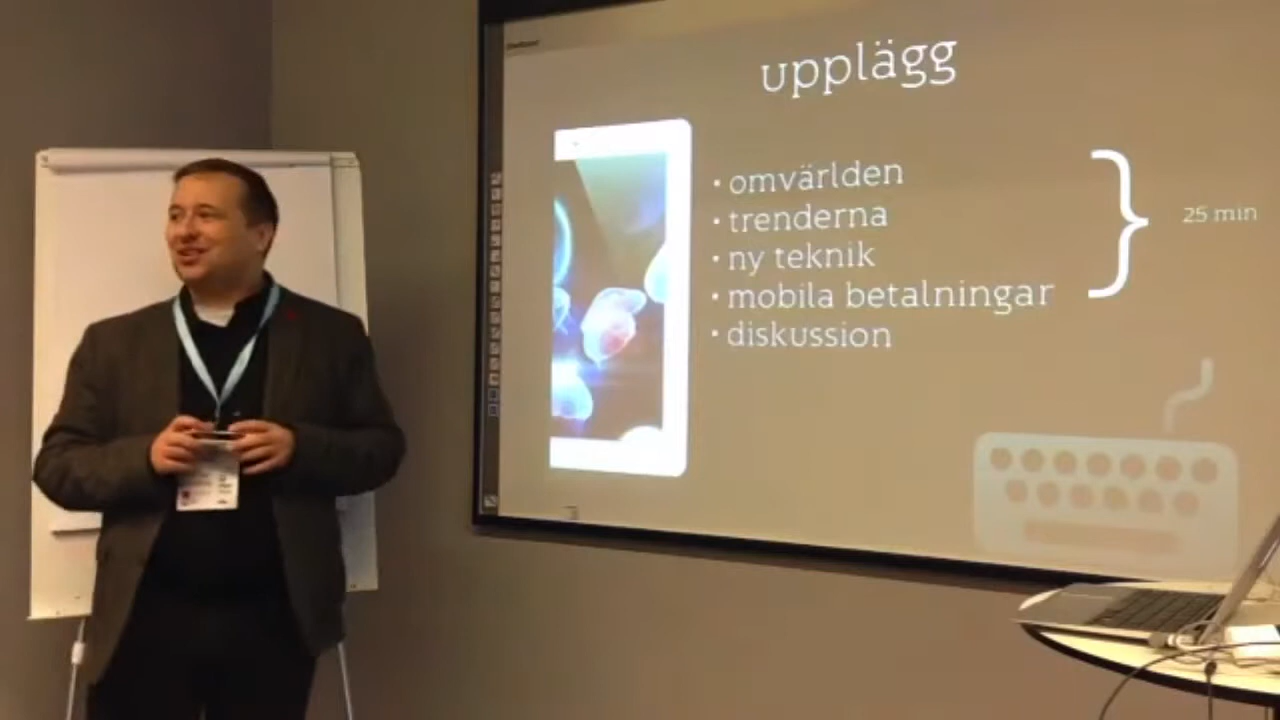 upplägg
• omvärlden
• trenderna
• ny teknik
• mobila betalningar
• diskussion
25 min